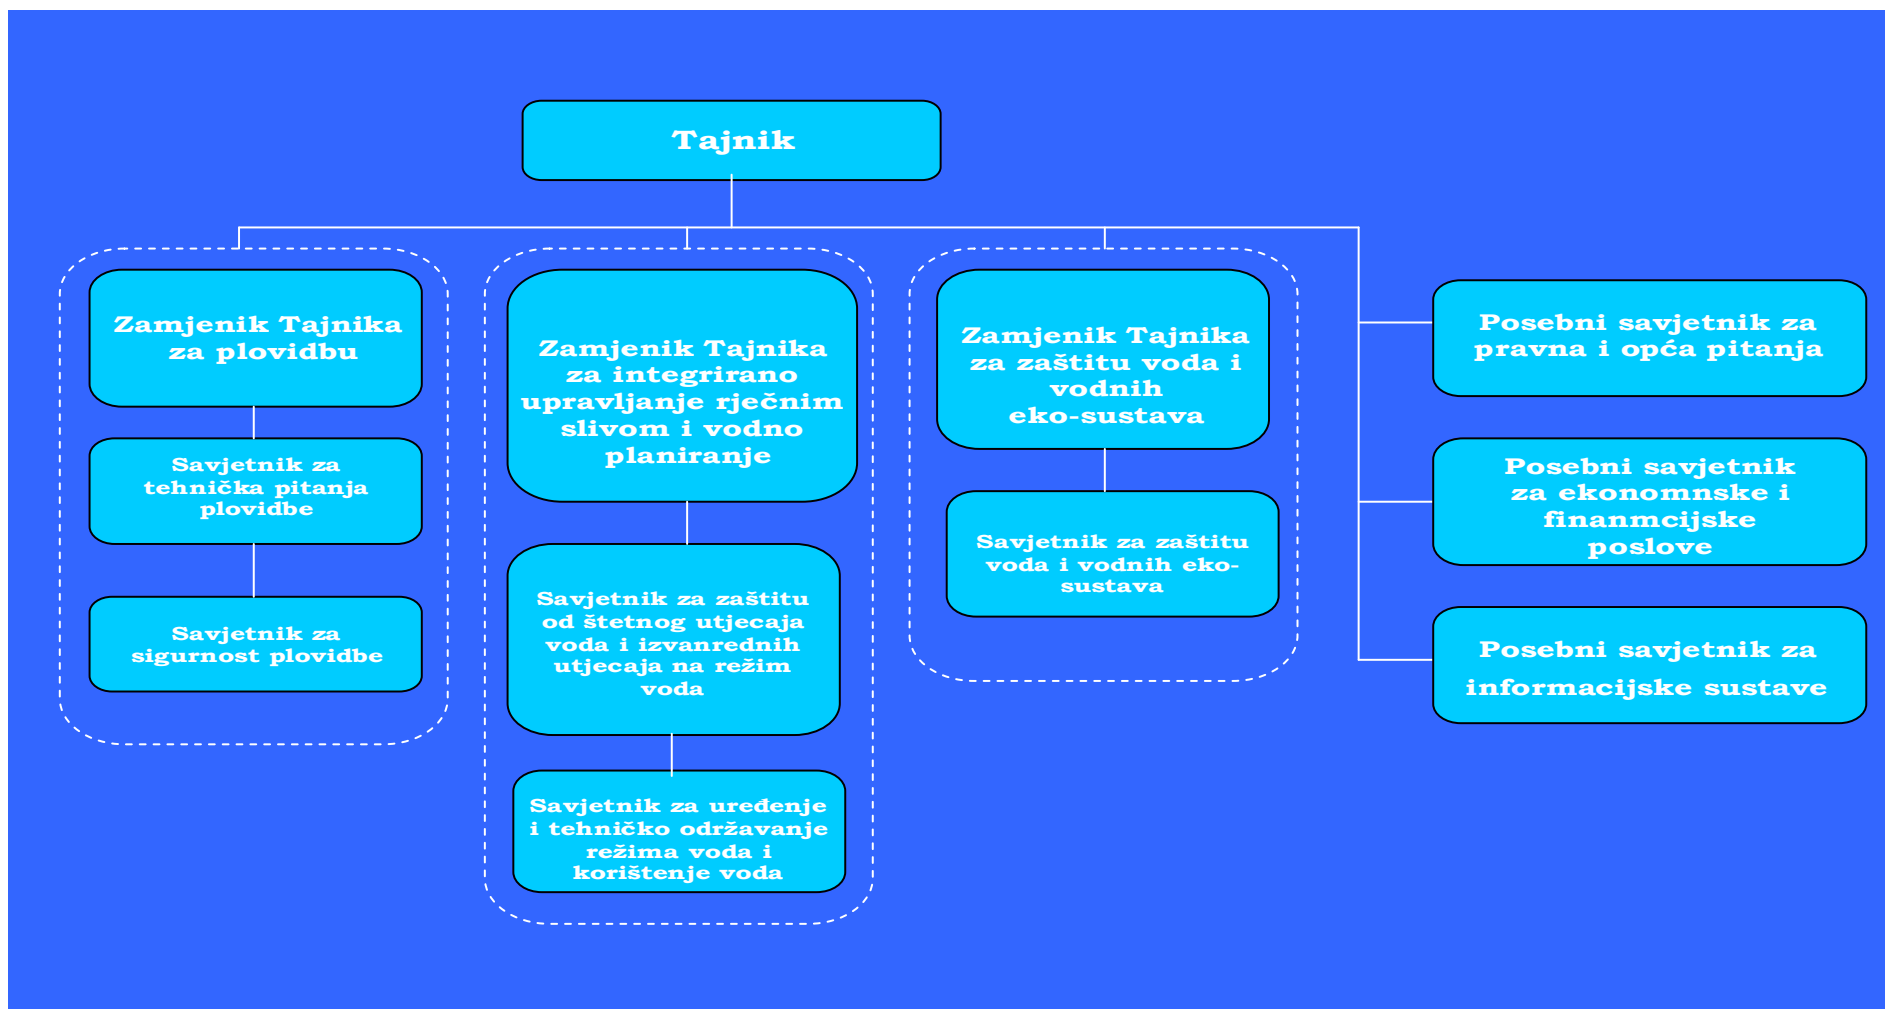 Tajnik
Zamjenik Tajnika
za plovidbu
Savjetnik za
tehnička pitanja
plovidbe
Savjetnik za
sigurnost plovidbe
Zamjenik Tajnika
za integrirano
upravljanje rječnim
slivom i vodno
planiranje
Savjetnik za zaštitu
od štetnog utjecaja
voda i izvanrednih
utjecaja na režim
voda
Savjetnik za uređenje
i tehničko održavanje
režima voda i
korištenje voda
Zamjenik Tajnika
za zaštitu voda i
vodnih
eko-sustava
Savjetnik za zaštitu
voda i vodnih eko-
sustava
Posebni savjetnik za
pravna i opća pitanja
Posebni savjetnik
za ekonomnske i
finanmcijske
poslove
Posebni savjetnik za
informacijske sustave